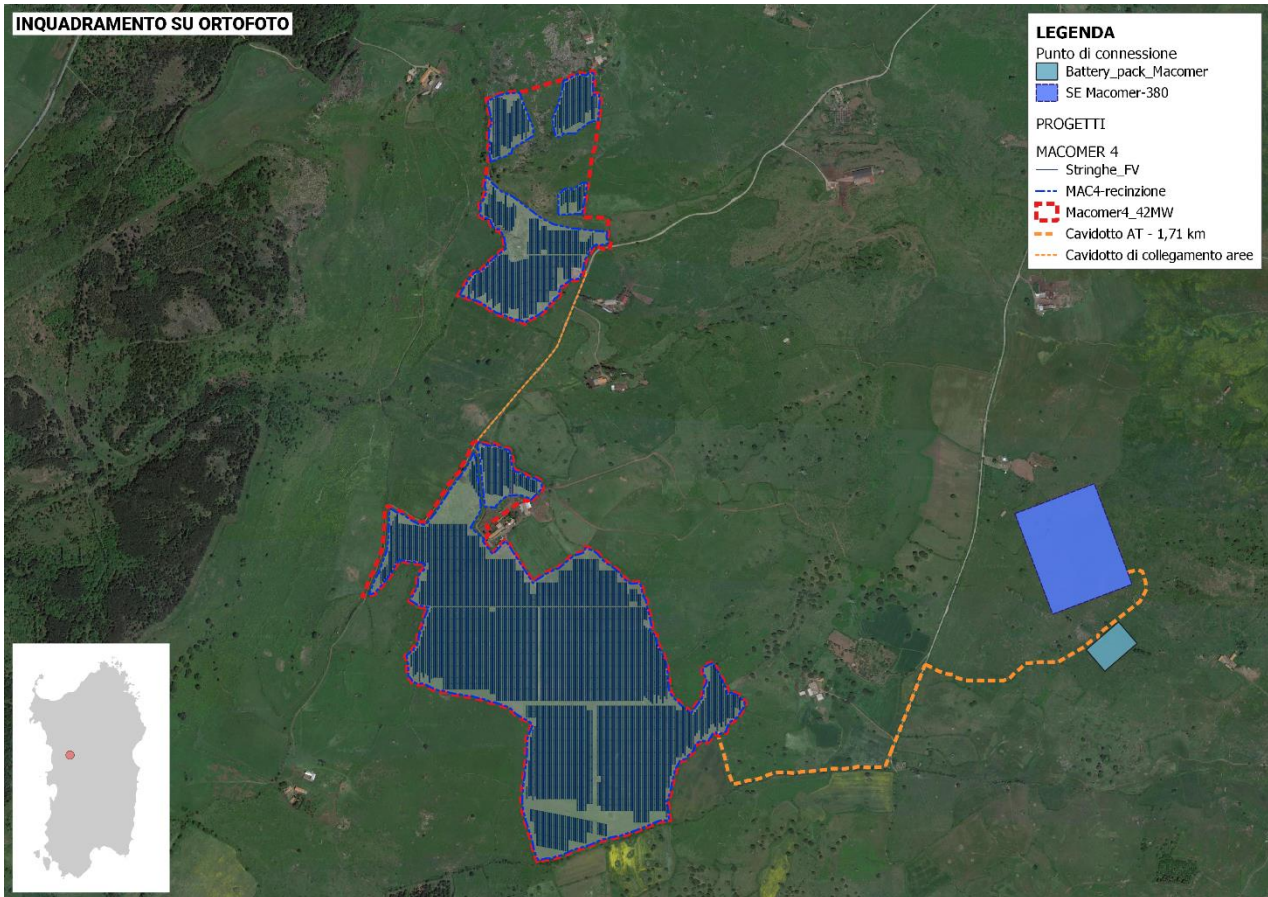 INQUADRAMENTO SU ORTOFOTO
LEGENDA
Punto di connessione
Battery_pack_Macomer
SE Macomer-380
PROGETTI
MACOMER 4
Stringhe_FV
MAC4-recinzione
Macomer4_42MW
Cavidotto AT - 1,71 km
Cavidotto di collegamento aree